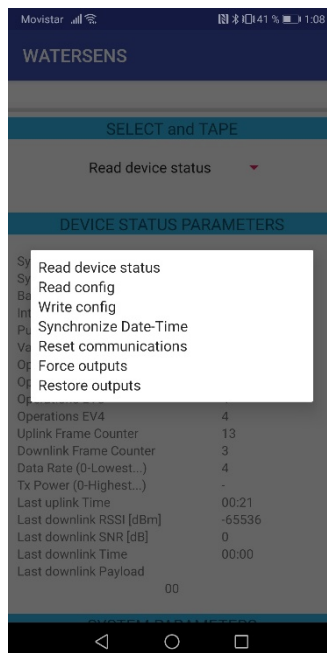 Movistar 41 % 1:08
WATERSENS
SELECT and TAPE
Read device status
DEVICE STATUS PARAMETERS
Read device status
Read config
Write config
Synchronize Date-Time
Reset communications
Force outputs
Restore outputs
Operations EV4 4
Uplink Frame Counter 13
Downlink Frame Counter 3
Data Rate (0-Lowest...) 4
Tx Power (0-Highest...) -
Last uplink Time 00:21
Last downlink RSSI [dBm] -65536
Last downlink SNR [dB] 0
Last downlink Time 00:00
Last downlink Payload
00